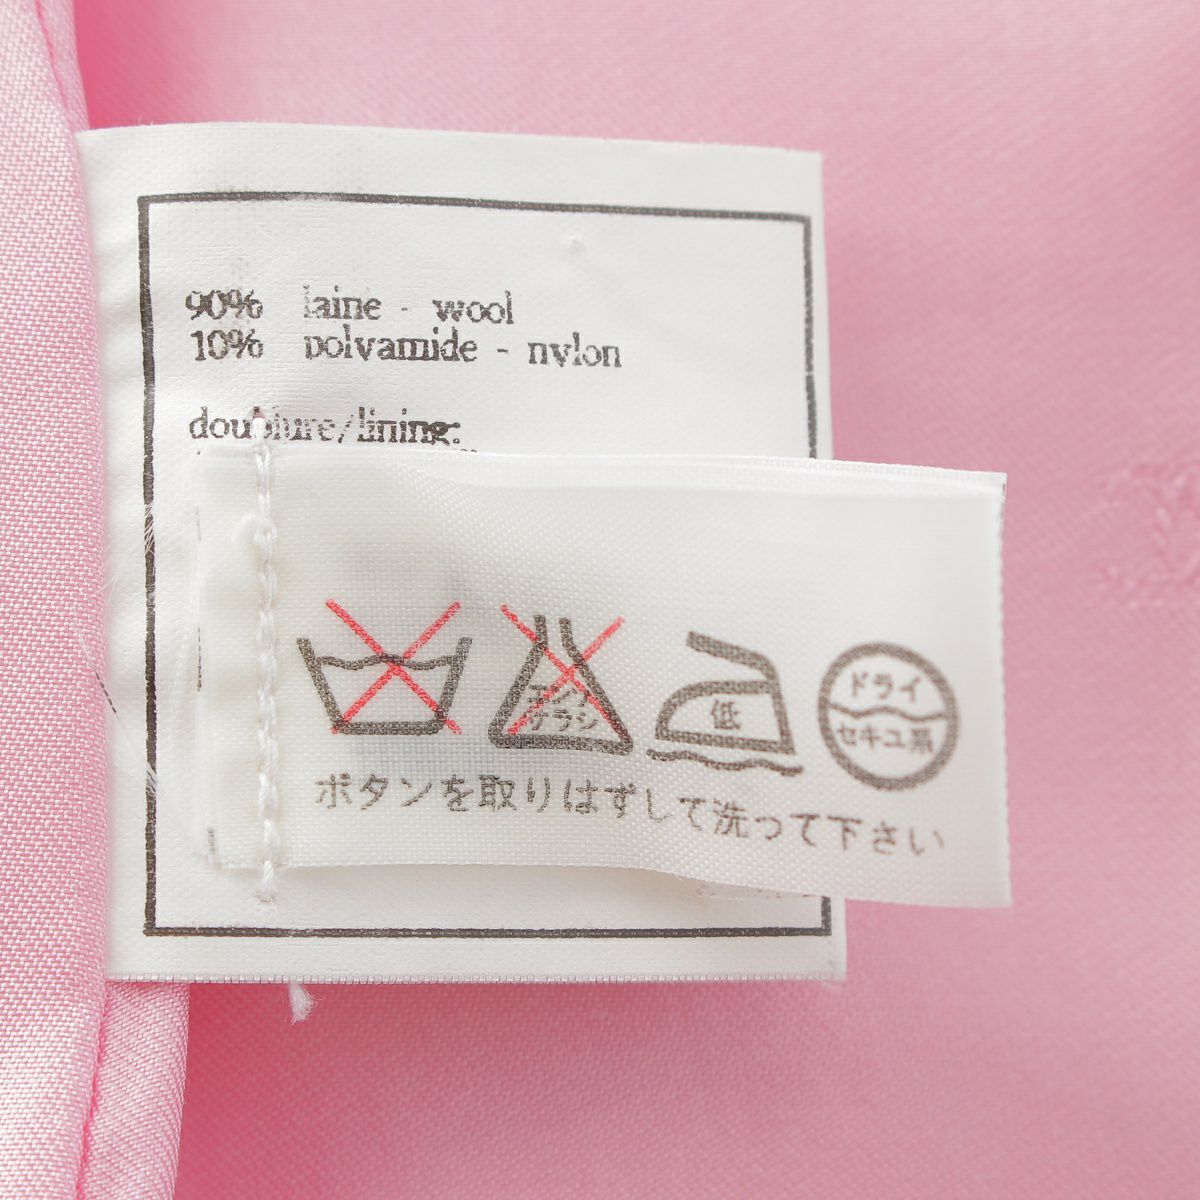 90% laine - wool
10% polyamide - nylon
doublure/lining:
エンソ
サラシ
低
ドライ
セキユ系
ボタンを取りはずして洗って下さい